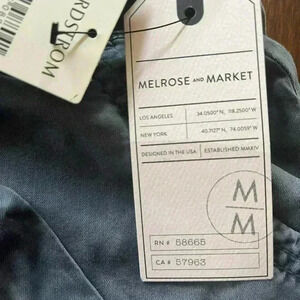 NORDSTROM
MELROSE AND MARKET
LOS ANGELES 34.0500° N, 118.2500° W
NEW YORK 40.7127° N, 74.0059° W
DESIGNED IN THE USA ESTABLISHED MMXIV
M
M
RN # 58665
CA # 57963